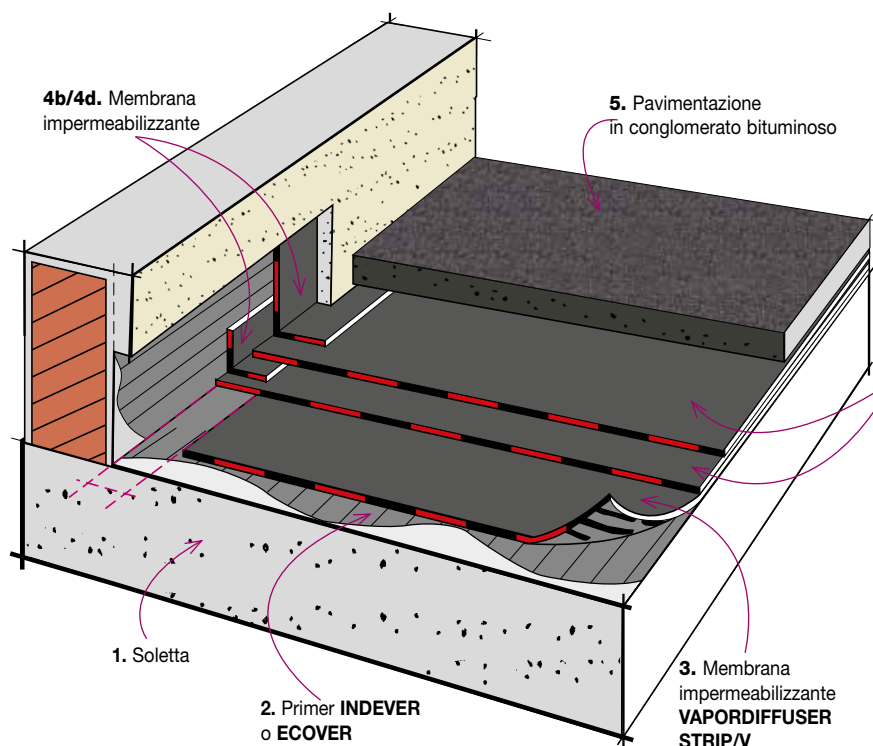 4b/4d. Membrana
impermeabilizzante
5. Pavimentazione
in conglomerato bituminoso
1. Soletta
2. Primer INDEVER
o ECOVER
3. Membrana
impermeabilizzante
VAPORDIFFUSER
STRIP/V